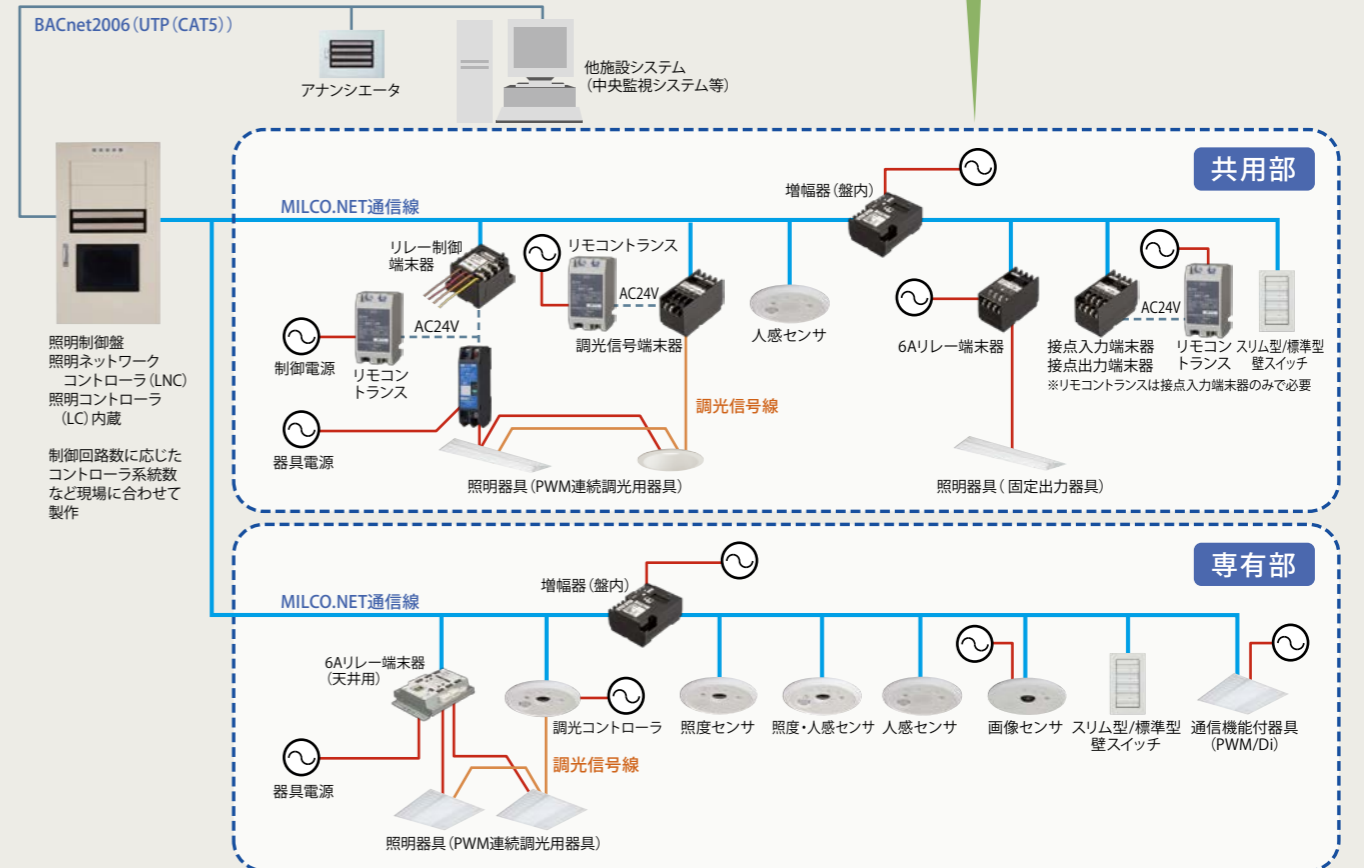 BACnet2006（UTP（CAT5））
アナンシエータ
他施設システム
（中央監視システム等）
共用部
増幅器（盤内）
MILCO.NET通信線
リレー制御
端末器
リモコントランス
AC24V
AC24V
人感センサ
調光信号端末器
6Aリレー端末器
AC24V
接点入力端末器
接点出力端末器
リモコン
トランス
スリム型/標準型
壁スイッチ
※リモコントランスは接点入力端末器のみで必要
制御電源
リモコン
トランス
調光信号線
器具電源
照明器具（PWM連続調光用器具）
照明器具（固定出力器具）
照明制御盤
照明ネットワーク
コントローラ（LNC）
照明コントローラ
（LC）内蔵
制御回路数に応じた
コントローラ系統数
など現場に合わせて
製作
専有部
増幅器（盤内）
MILCO.NET通信線
6Aリレー端末器
（天井用）
調光コントローラ
照度センサ
照度・人感センサ
人感センサ
画像センサ
スリム型/標準型
壁スイッチ
通信機能付器具
（PWM/Di）
調光信号線
器具電源
照明器具（PWM連続調光用器具）